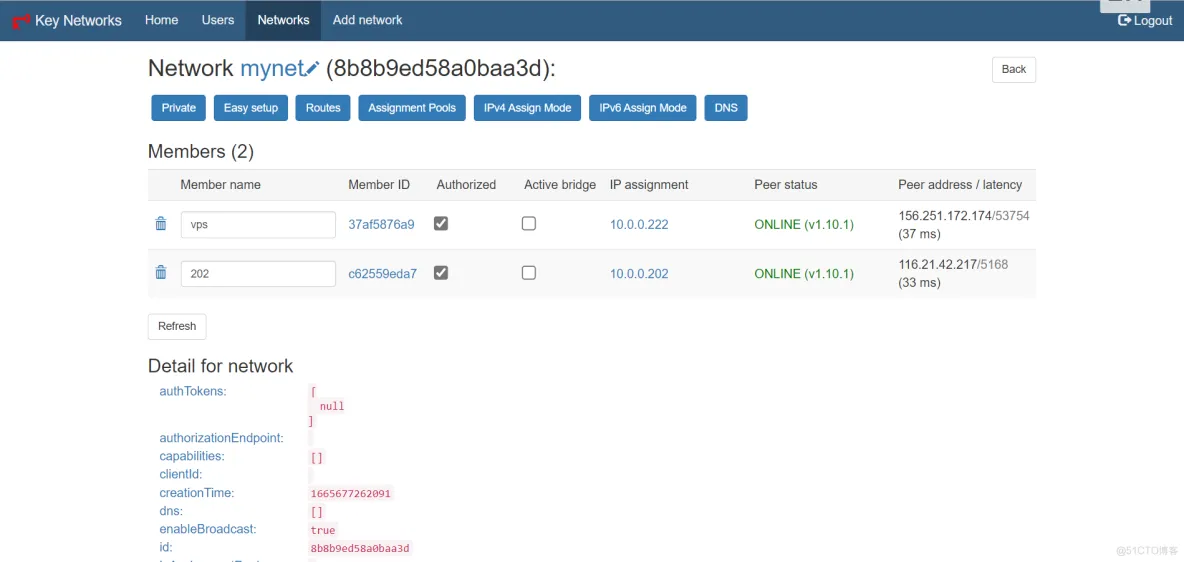 Key Networks Home Users Networks Add network Logout
Network mynet (8b8b9ed58a0baa3d): Back
Private Easy setup Routes Assignment Pools IPv4 Assign Mode IPv6 Assign Mode DNS
Members (2)
Member name Member ID Authorized Active bridge IP assignment Peer status Peer address / latency
vps 37af5876a9 10.0.0.222 ONLINE (v1.10.1) 156.251.172.174/53754
(37 ms)
202 c62559eda7 10.0.0.202 ONLINE (v1.10.1) 116.21.42.217/5168
(33 ms)
Refresh
Detail for network
authTokens: [
null
]
authorizationEndpoint:
capabilities: []
clientId:
creationTime: 1665677262091
dns: []
enableBroadcast: true
id: 8b8b9ed58a0baa3d
@51CTO博客